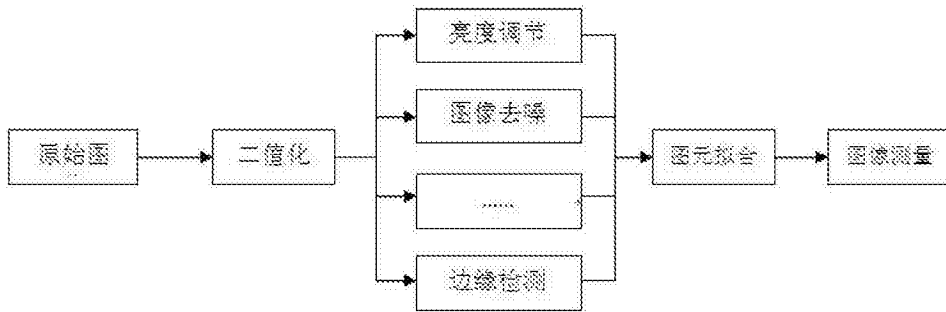 亮度调节
图像去噪
原始图
二值化
图元拟合
图滤测量
......
边缘检测